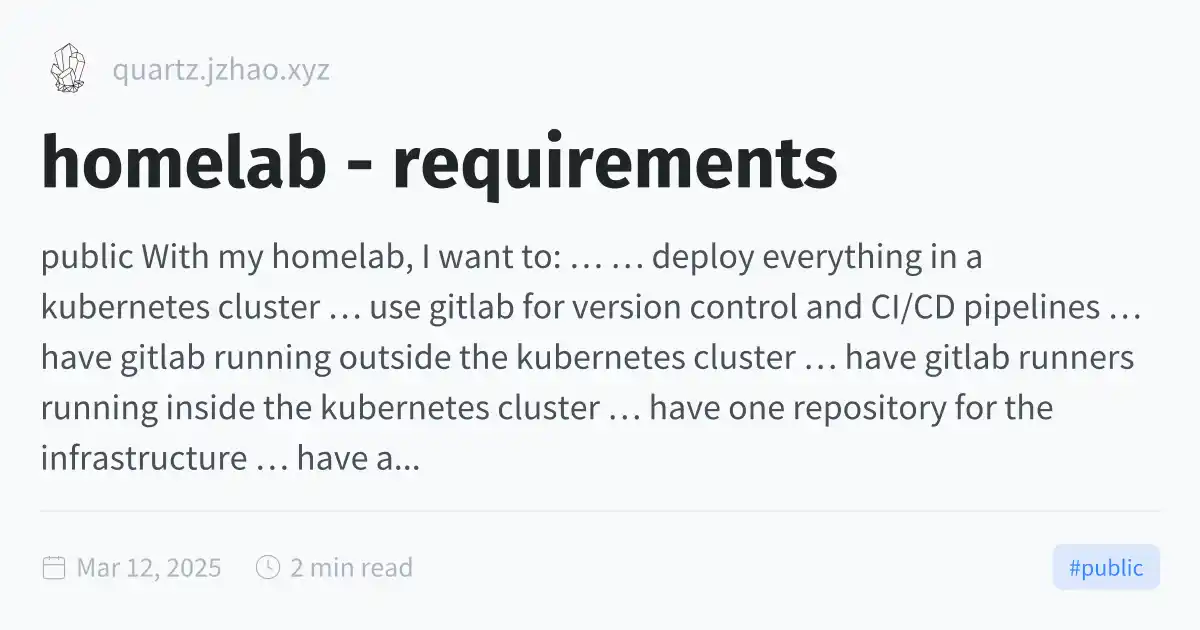 quartz.jzhao.xyz
homelab - requirements
public With my homelab, I want to: … … deploy everything in a
kubernetes cluster … use gitlab for version control and CI/CD pipelines …
have gitlab running outside the kubernetes cluster … have gitlab runners
running inside the kubernetes cluster … have one repository for the
infrastructure … have a...
Mar 12, 2025 2 min read #public